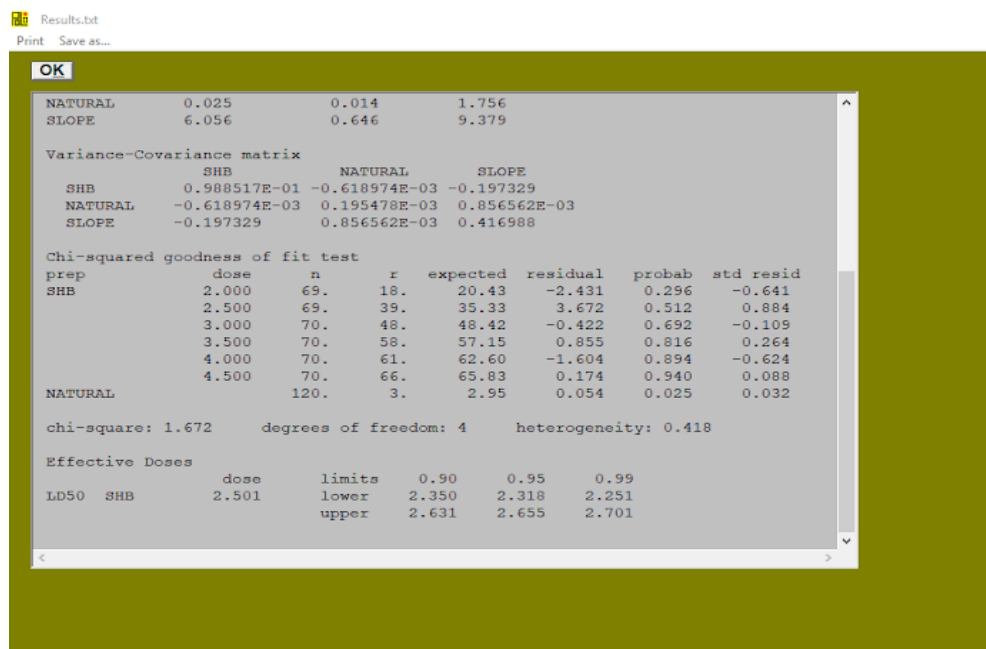 Results.txt
Print Save as...
OK
NATURAL 0.025 0.014 1.756
SLOPE 6.056 0.646 9.379
Variance-Covariance matrix
SHB NATURAL SLOPE
SHB 0.988517E-01 -0.618974E-03 -0.197329
NATURAL -0.618974E-03 0.195478E-03 0.856562E-03
SLOPE -0.197329 0.856562E-03 0.416988
Chi-squared goodness of fit test
prep dose n r expected residual probab std resid
SHB 2.000 69. 18. 20.43 -2.431 0.296 -0.641
2.500 69. 39. 35.33 3.672 0.512 0.884
3.000 70. 48. 48.42 -0.422 0.692 -0.109
3.500 70. 58. 57.15 0.855 0.816 0.264
4.000 70. 61. 62.60 -1.604 0.894 -0.624
4.500 70. 66. 65.83 0.174 0.940 0.088
NATURAL 120. 3. 2.95 0.054 0.025 0.032
chi-square: 1.672 degrees of freedom: 4 heterogeneity: 0.418
Effective Doses
dose limits 0.90 0.95 0.99
LD50 SHB 2.501 lower 2.350 2.318 2.251
upper 2.631 2.655 2.701